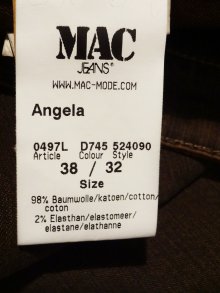 MAC
JEANS®
WWW.MAC-MODE.COM
Angela
0497L D745 524090
Article Colour Style
38 / 32
Size
98% Baumwolle/katoen/cotton/
coton
2% Elasthan/elastomeer/
elastane/elathanne